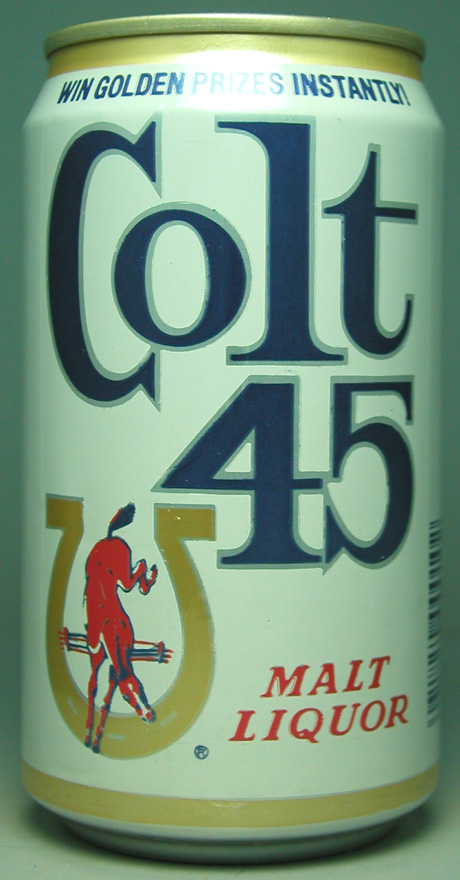 WIN GOLDEN PRIZES INSTANTLY!
Colt
45
MALT
LIQUOR
®